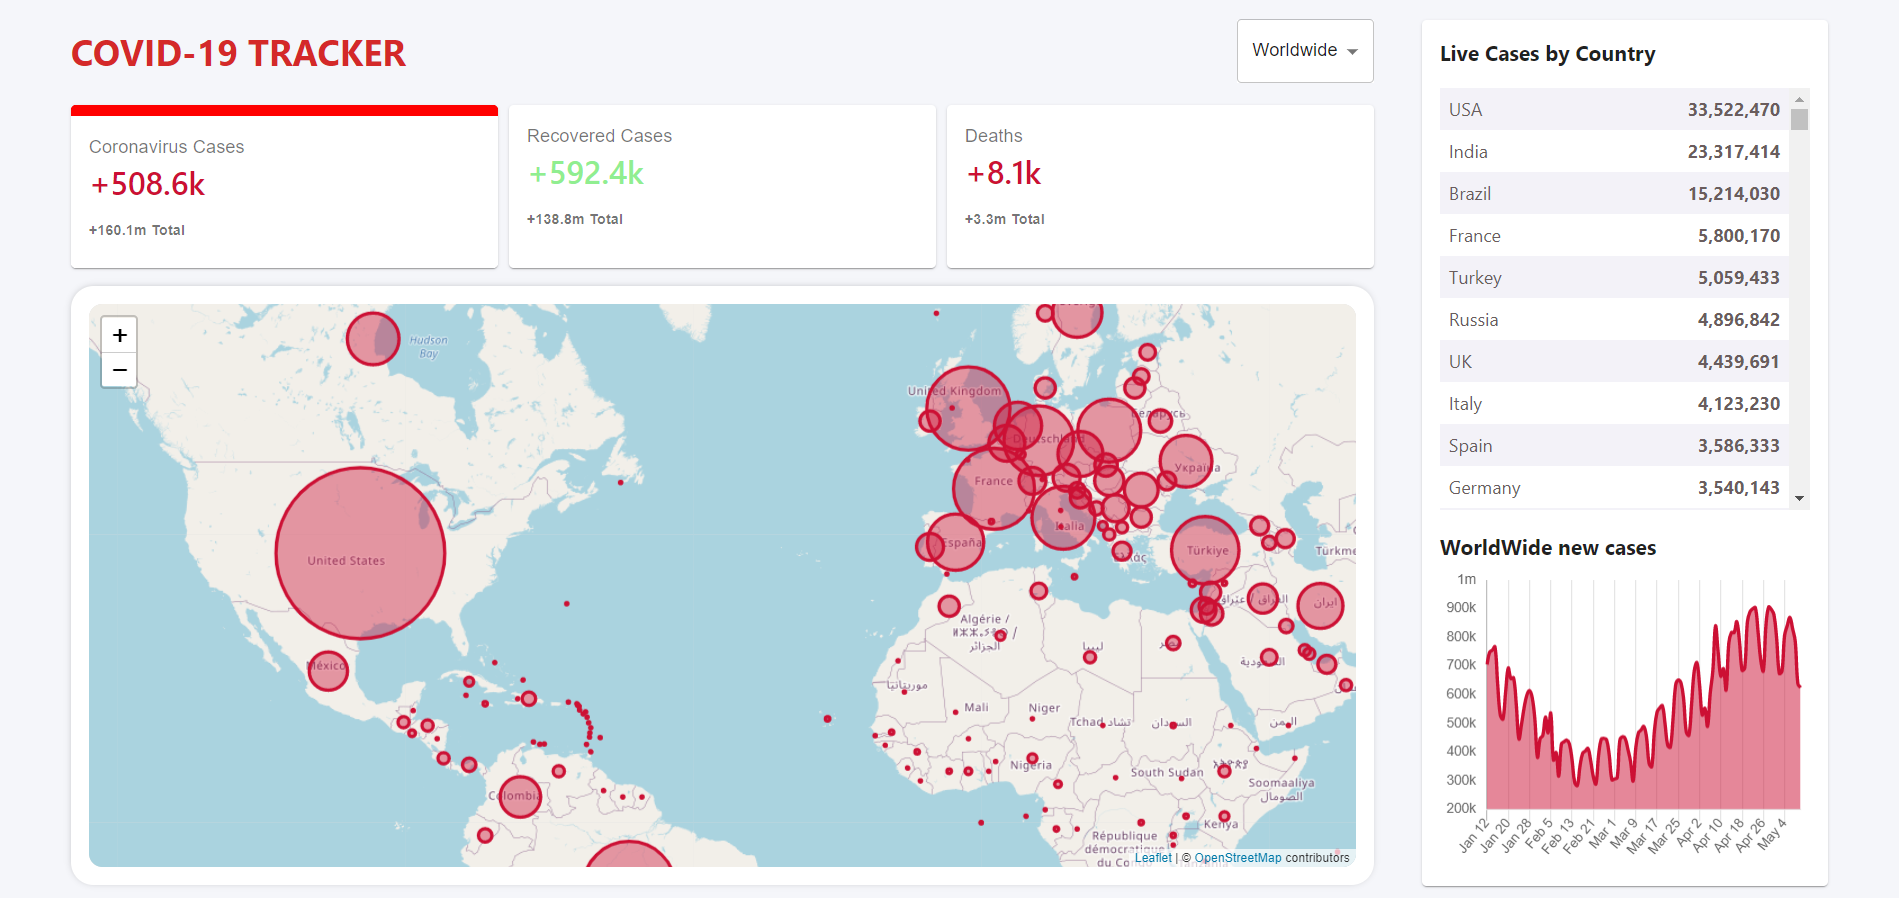 COVID-19 TRACKER
Worldwide
Coronavirus Cases
+508.6k
+160.1m Total
Recovered Cases
+592.4k
+138.8m Total
Deaths
+8.1k
+3.3m Total
+
−
Hudson
Bay
United Kingdom
Беларусь
Deutschland
Україна
France
Italia
España
Türkiye
Ελλάς
United States
México
Algérie /
الجزائر
ليبيا
مصر
العراق / عێراق
ایران
السعودية
موريتانيا
Mali
Niger
Tchad تشاد
السودان
اليمن
Nigeria
South Sudan
Soomaaliya
الصومال
Colombia
Kenya
République
démocratique
du Congo
Leaflet | © OpenStreetMap contributors
Live Cases by Country
USA 33,522,470
India 23,317,414
Brazil 15,214,030
France 5,800,170
Turkey 5,059,433
Russia 4,896,842
UK 4,439,691
Italy 4,123,230
Spain 3,586,333
Germany 3,540,143
WorldWide new cases
1m
900k
800k
700k
600k
500k
400k
300k
200k
Jan 12
Jan 20
Jan 28
Feb 5
Feb 13
Feb 21
Mar 1
Mar 9
Mar 17
Mar 25
Apr 2
Apr 10
Apr 18
Apr 26
May 4